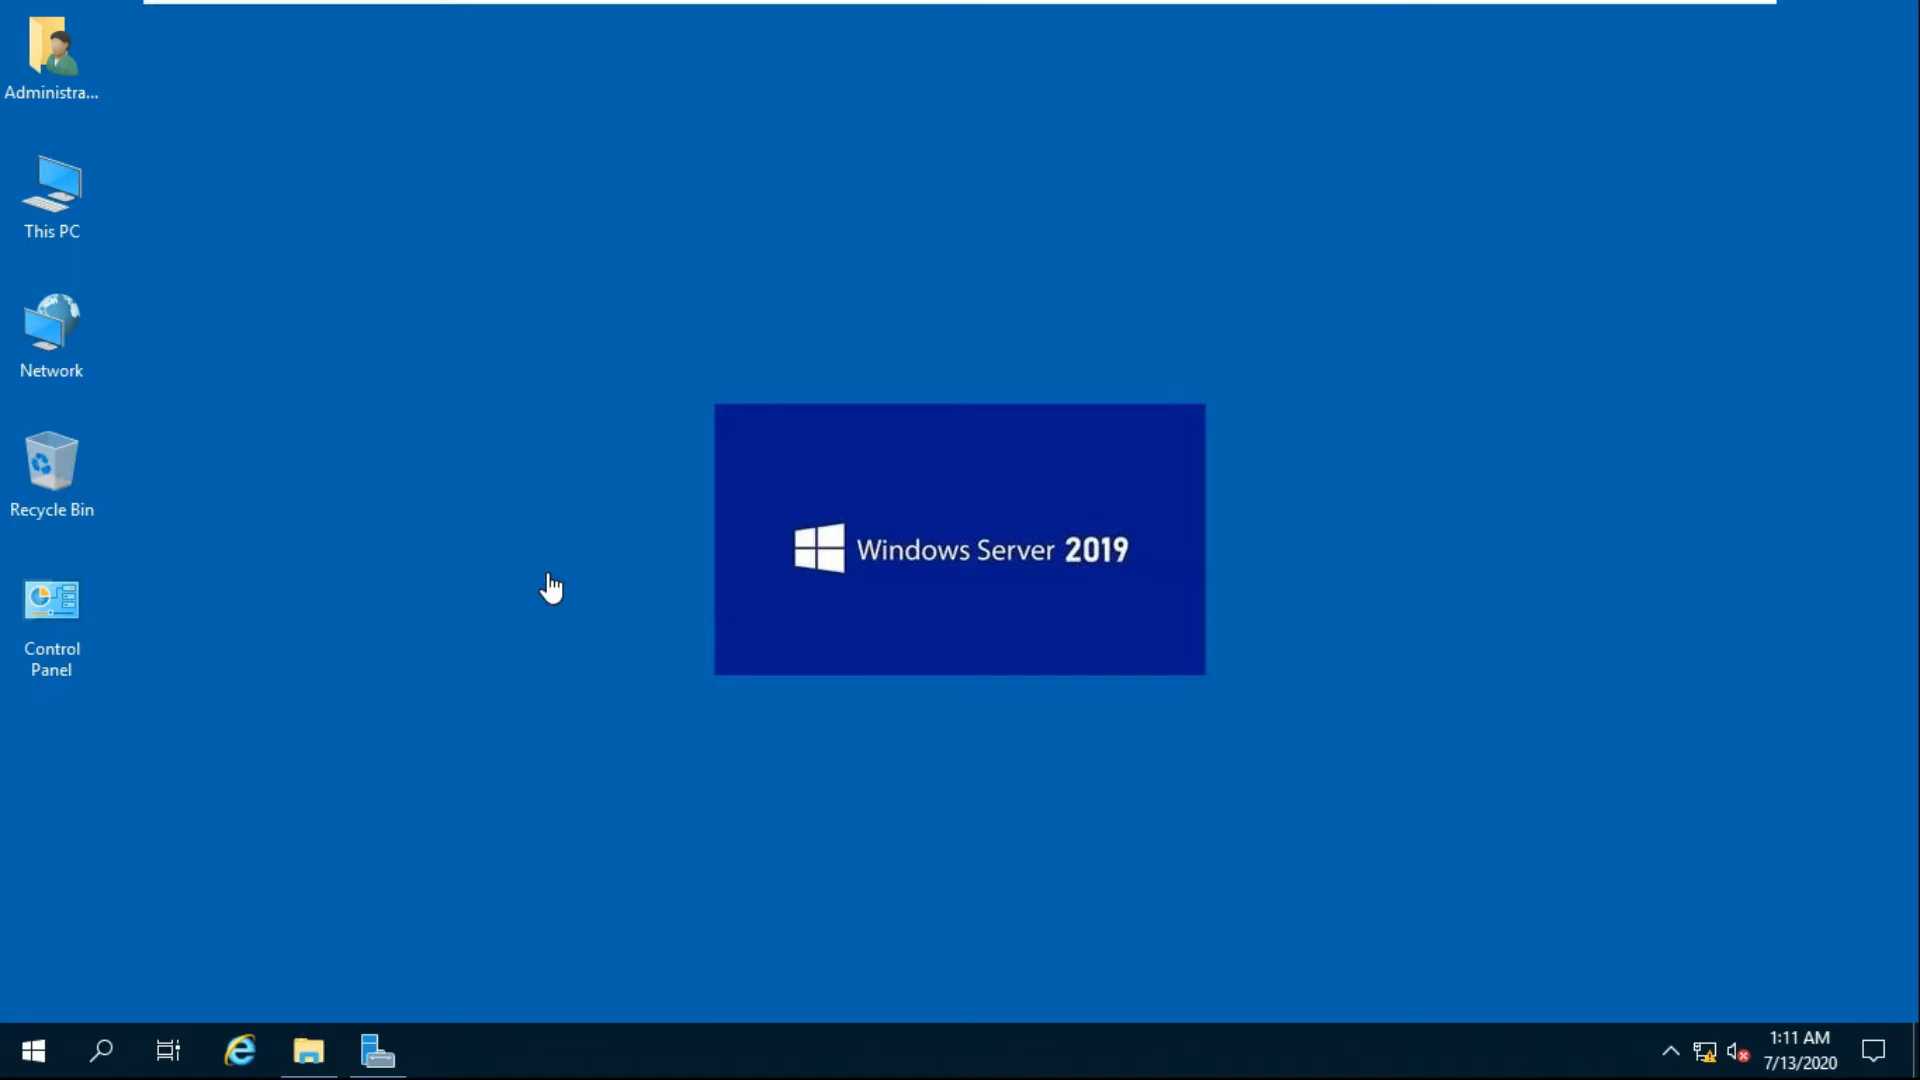 Administra...
This PC
Network
Recycle Bin
Control
Panel
Windows Server 2019
1:11 AM
7/13/2020